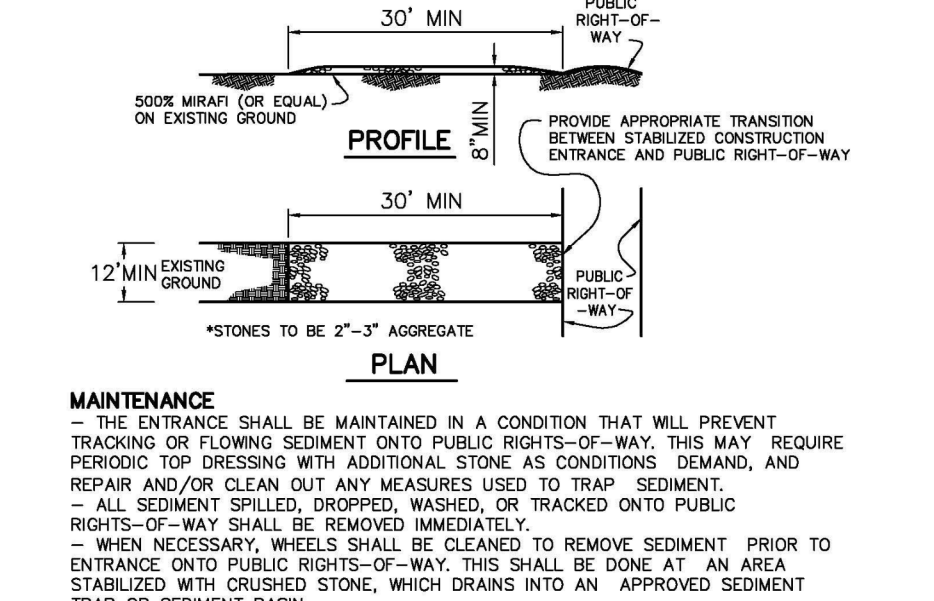 PUBLIC
RIGHT-OF-
WAY
30' MIN
500% MIRAFI (OR EQUAL)
ON EXISTING GROUND
PROFILE
8"MIN
PROVIDE APPROPRIATE TRANSITION
BETWEEN STABILIZED CONSTRUCTION
ENTRANCE AND PUBLIC RIGHT-OF-WAY
30' MIN
12'MIN
EXISTING
GROUND
PUBLIC
RIGHT-OF
-WAY
*STONES TO BE 2"-3" AGGREGATE
PLAN
MAINTENANCE
- THE ENTRANCE SHALL BE MAINTAINED IN A CONDITION THAT WILL PREVENT
TRACKING OR FLOWING SEDIMENT ONTO PUBLIC RIGHTS-OF-WAY. THIS MAY REQUIRE
PERIODIC TOP DRESSING WITH ADDITIONAL STONE AS CONDITIONS DEMAND, AND
REPAIR AND/OR CLEAN OUT ANY MEASURES USED TO TRAP SEDIMENT.
- ALL SEDIMENT SPILLED, DROPPED, WASHED, OR TRACKED ONTO PUBLIC
RIGHTS-OF-WAY SHALL BE REMOVED IMMEDIATELY.
- WHEN NECESSARY, WHEELS SHALL BE CLEANED TO REMOVE SEDIMENT PRIOR TO
ENTRANCE ONTO PUBLIC RIGHTS-OF-WAY. THIS SHALL BE DONE AT AN AREA
STABILIZED WITH CRUSHED STONE, WHICH DRAINS INTO AN APPROVED SEDIMENT
TRAP OR SEDIMENT BASIN